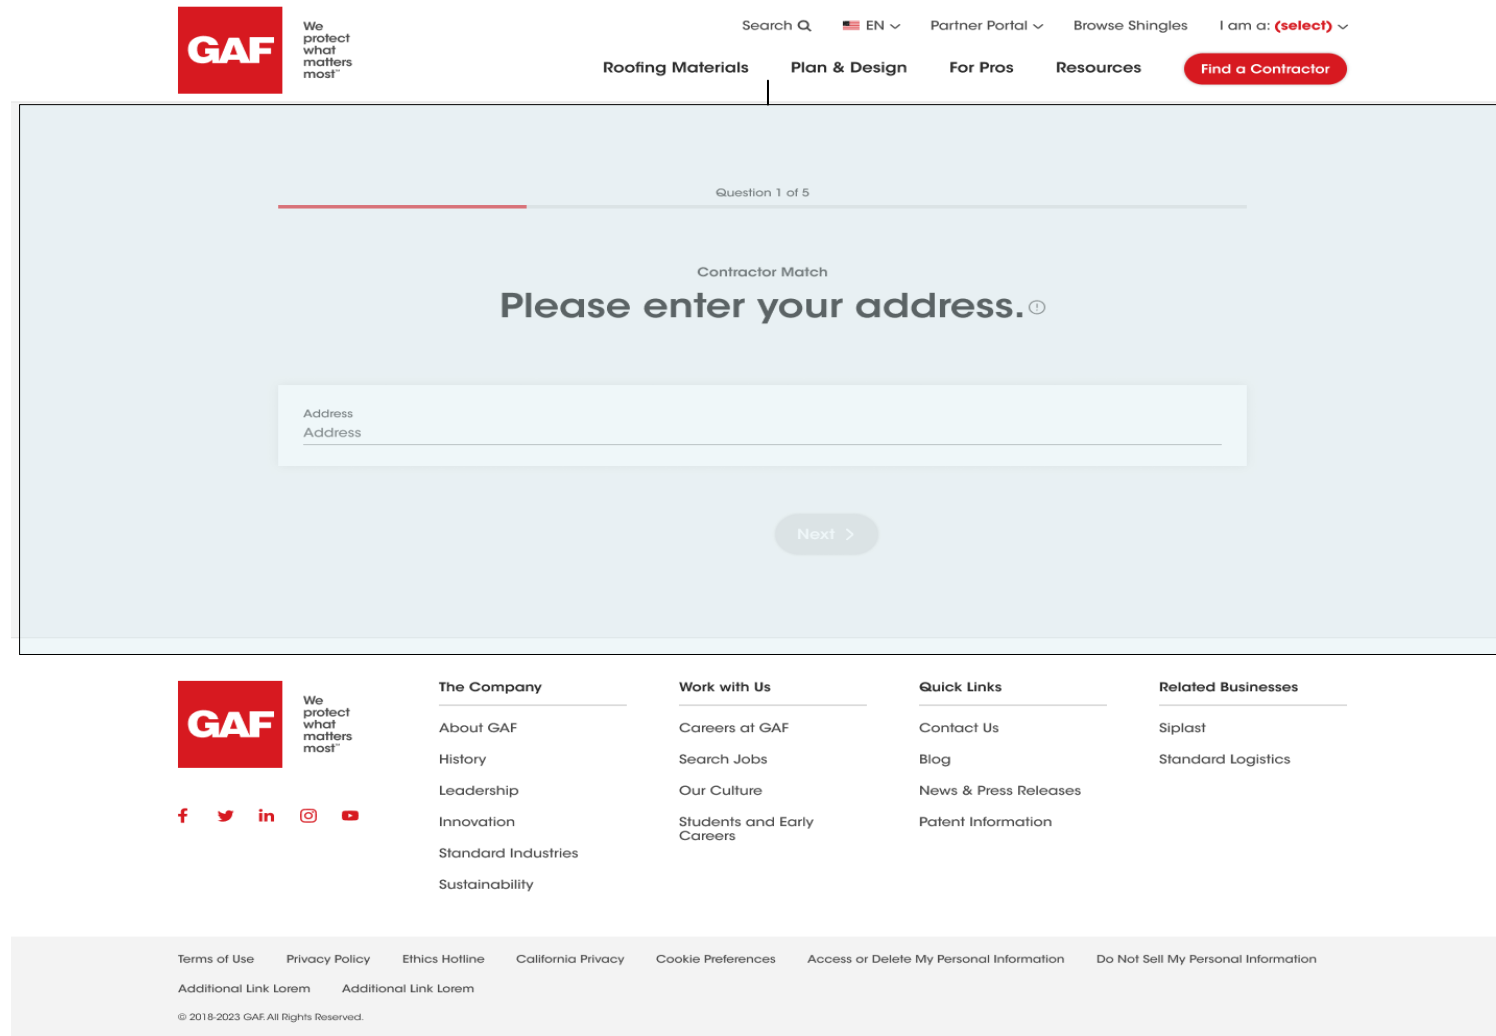 GAF
We
protect
what
matters
most™
Search EN Partner Portal Browse Shingles I am a: (select)
Roofing Materials Plan & Design For Pros Resources Find a Contractor
Question 1 of 5
Contractor Match
Please enter your address.
Address
Address
Next
GAF
We
protect
what
matters
most™
The Company
About GAF
History
Leadership
Innovation
Standard Industries
Sustainability
Work with Us
Careers at GAF
Search Jobs
Our Culture
Students and Early
Careers
Quick Links
Contact Us
Blog
News & Press Releases
Patent Information
Related Businesses
Siplast
Standard Logistics
Terms of Use Privacy Policy Ethics Hotline California Privacy Cookie Preferences Access or Delete My Personal Information Do Not Sell My Personal Information
Additional Link Lorem Additional Link Lorem
© 2018-2023 GAF. All Rights Reserved.